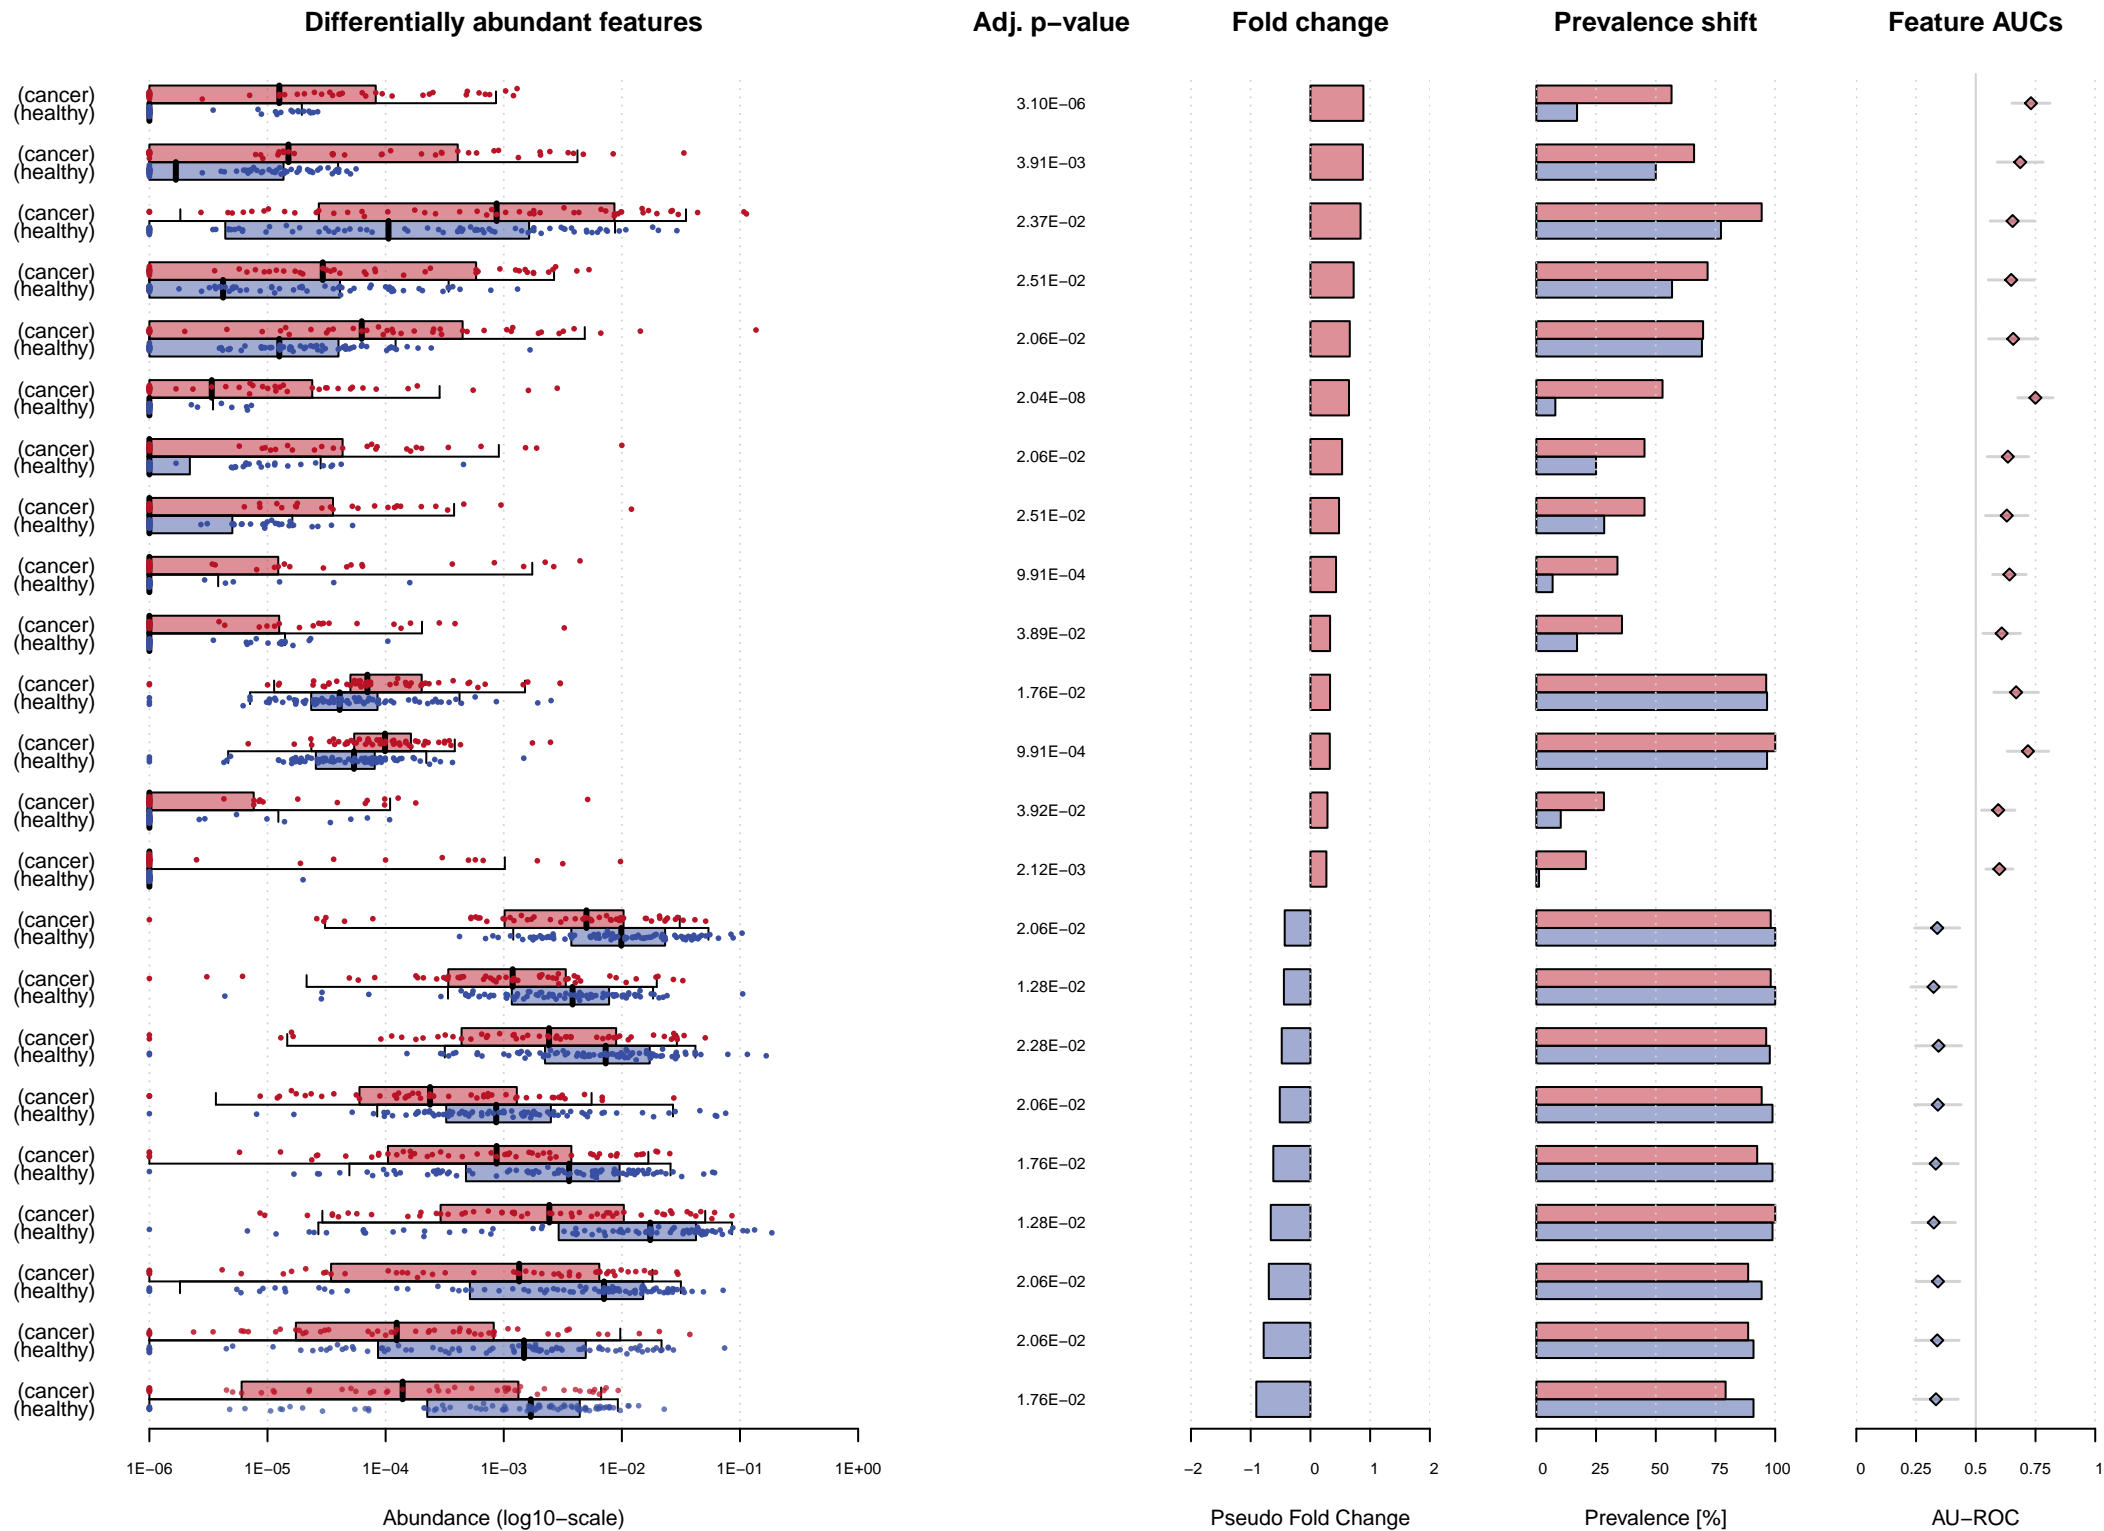 Differentially abundant features Adj. p−value Fold change Prevalence shift Feature AUCs
(cancer)
(healthy)
3.10E−06
(cancer)
(healthy)
3.91E−03
(cancer)
(healthy)
2.37E−02
(cancer)
(healthy)
2.51E−02
(cancer)
(healthy)
2.06E−02
(cancer)
(healthy)
2.04E−08
(cancer)
(healthy)
2.06E−02
(cancer)
(healthy)
2.51E−02
(cancer)
(healthy)
9.91E−04
(cancer)
(healthy)
3.89E−02
(cancer)
(healthy)
1.76E−02
(cancer)
(healthy)
9.91E−04
(cancer)
(healthy)
3.92E−02
(cancer)
(healthy)
2.12E−03
(cancer)
(healthy)
2.06E−02
(cancer)
(healthy)
1.28E−02
(cancer)
(healthy)
2.28E−02
(cancer)
(healthy)
2.06E−02
(cancer)
(healthy)
1.76E−02
(cancer)
(healthy)
1.28E−02
(cancer)
(healthy)
2.06E−02
(cancer)
(healthy)
2.06E−02
(cancer)
(healthy)
1.76E−02
1E−06 1E−05 1E−04 1E−03 1E−02 1E−01 1E+00 −2 −1 0 1 2 0 25 50 75 100 0 0.25 0.5 0.75 1
Abundance (log10−scale) Pseudo Fold Change Prevalence [%] AU−ROC